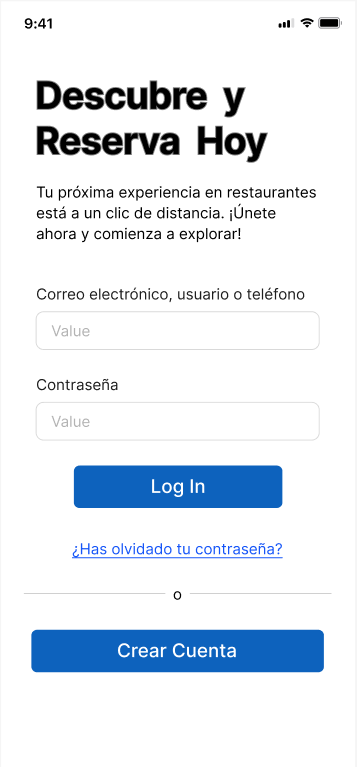 9:41
Descubre y
Reserva Hoy
Tu próxima experiencia en restaurantes
está a un clic de distancia. ¡Únete
ahora y comienza a explorar!
Correo electrónico, usuario o teléfono
Value
Contraseña
Value
Log In
¿Has olvidado tu contraseña?
o
Crear Cuenta